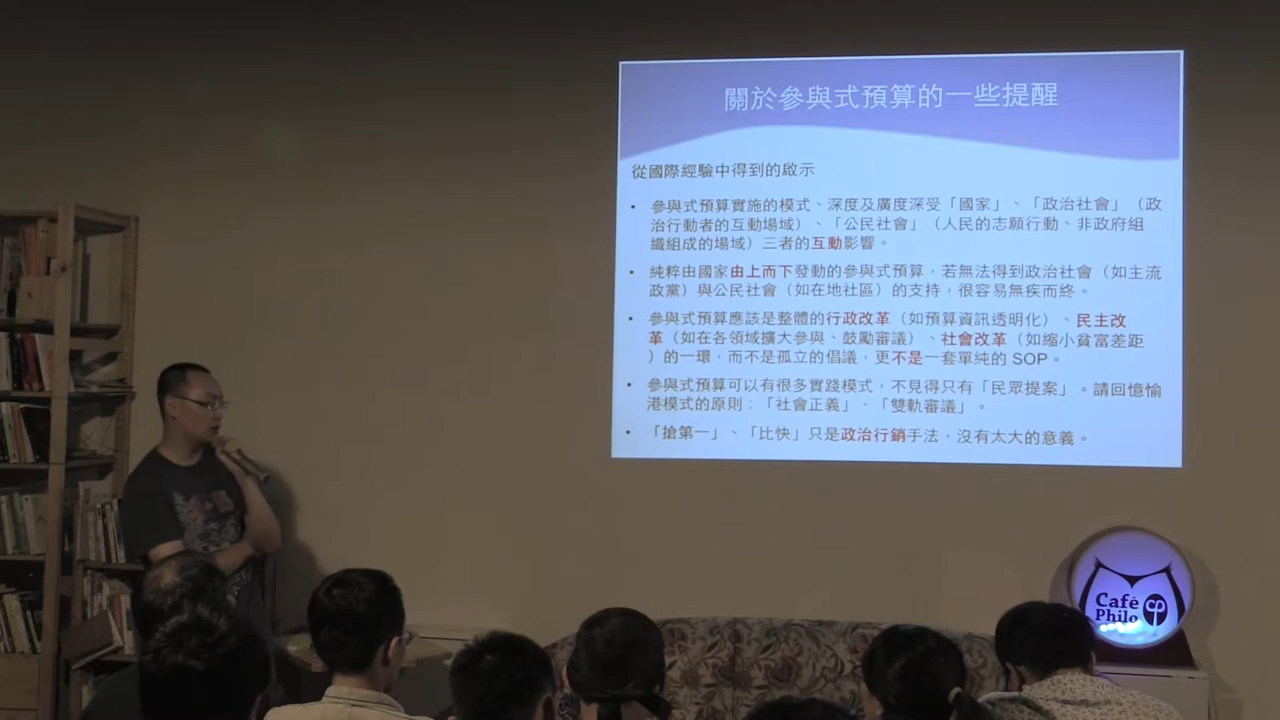 關於參與式預算的一些提醒
從國際經驗中得到的啟示
• 參與式預算實施的模式、深度及廣度深受「國家」、「政治社會」（政
治行動者的互動場域）、「公民社會」（人民的志願行動、非政府組
織組成的場域）三者的互動影響。
• 純粹由國家由上而下發動的參與式預算，若無法得到政治社會（如主流
政黨）與公民社會（如在地社區）的支持，很容易無疾而終。
• 參與式預算應該是整體的行政改革（如預算資訊透明化）、民主改
革（如在各領域擴大參與、鼓勵審議）、社會改革（如縮小貧富差距
）的一環，而不是孤立的倡議，更不是一套單純的 SOP。
• 參與式預算可以有很多實踐模式，不見得只有「民眾提案」。請回憶愉
港模式的原則：「社會正義」、「雙軌審議」。
• 「搶第一」、「比快」只是政治行銷手法，沒有太大的意義。
Café
Philo